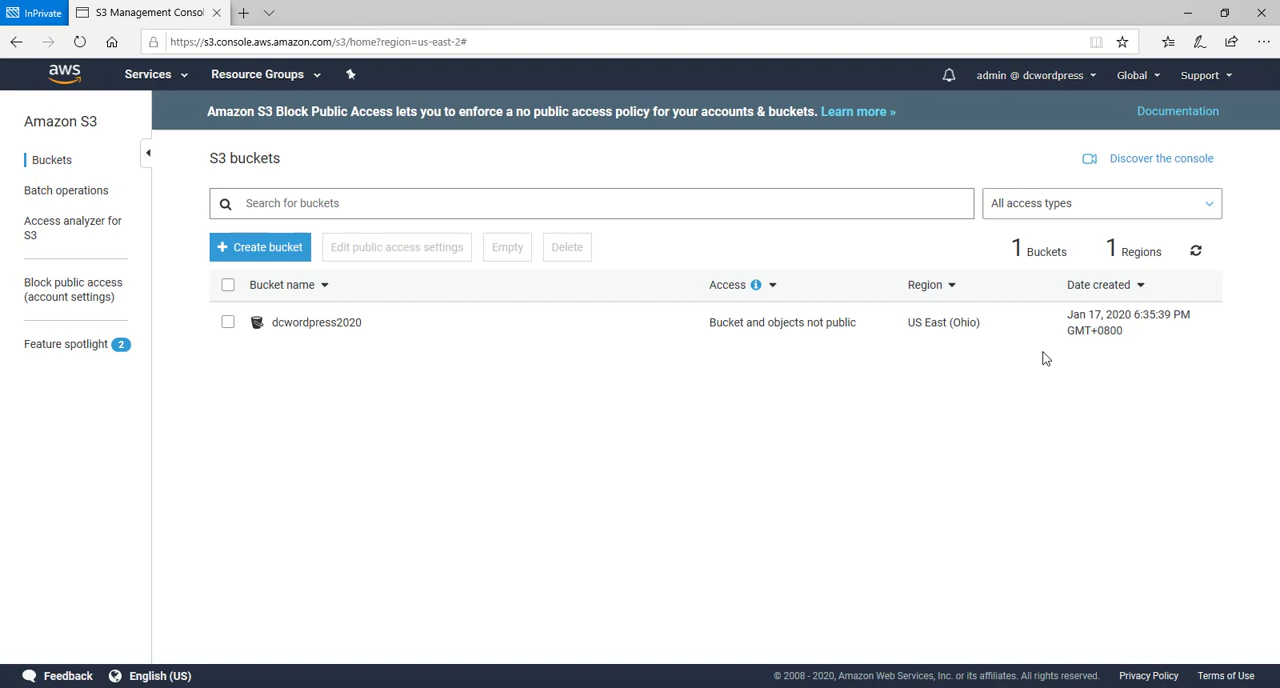 InPrivate
S3 Management Consol
https://s3.console.aws.amazon.com/s3/home?region=us-east-2#
aws
Services
Resource Groups
admin @ dcwordpress
Global
Support
Amazon S3
Buckets
Batch operations
Access analyzer for
S3
Block public access
(account settings)
Feature spotlight 2
Amazon S3 Block Public Access lets you to enforce a no public access policy for your accounts & buckets. Learn more »
Documentation
S3 buckets
Discover the console
Search for buckets
All access types
+ Create bucket
Edit public access settings
Empty
Delete
1 Buckets
1 Regions
Bucket name
Access
Region
Date created
dcwordpress2020
Bucket and objects not public
US East (Ohio)
Jan 17, 2020 6:35:39 PM
GMT+0800
Feedback
English (US)
© 2008 - 2020, Amazon Web Services, Inc. or its affiliates. All rights reserved.
Privacy Policy
Terms of Use